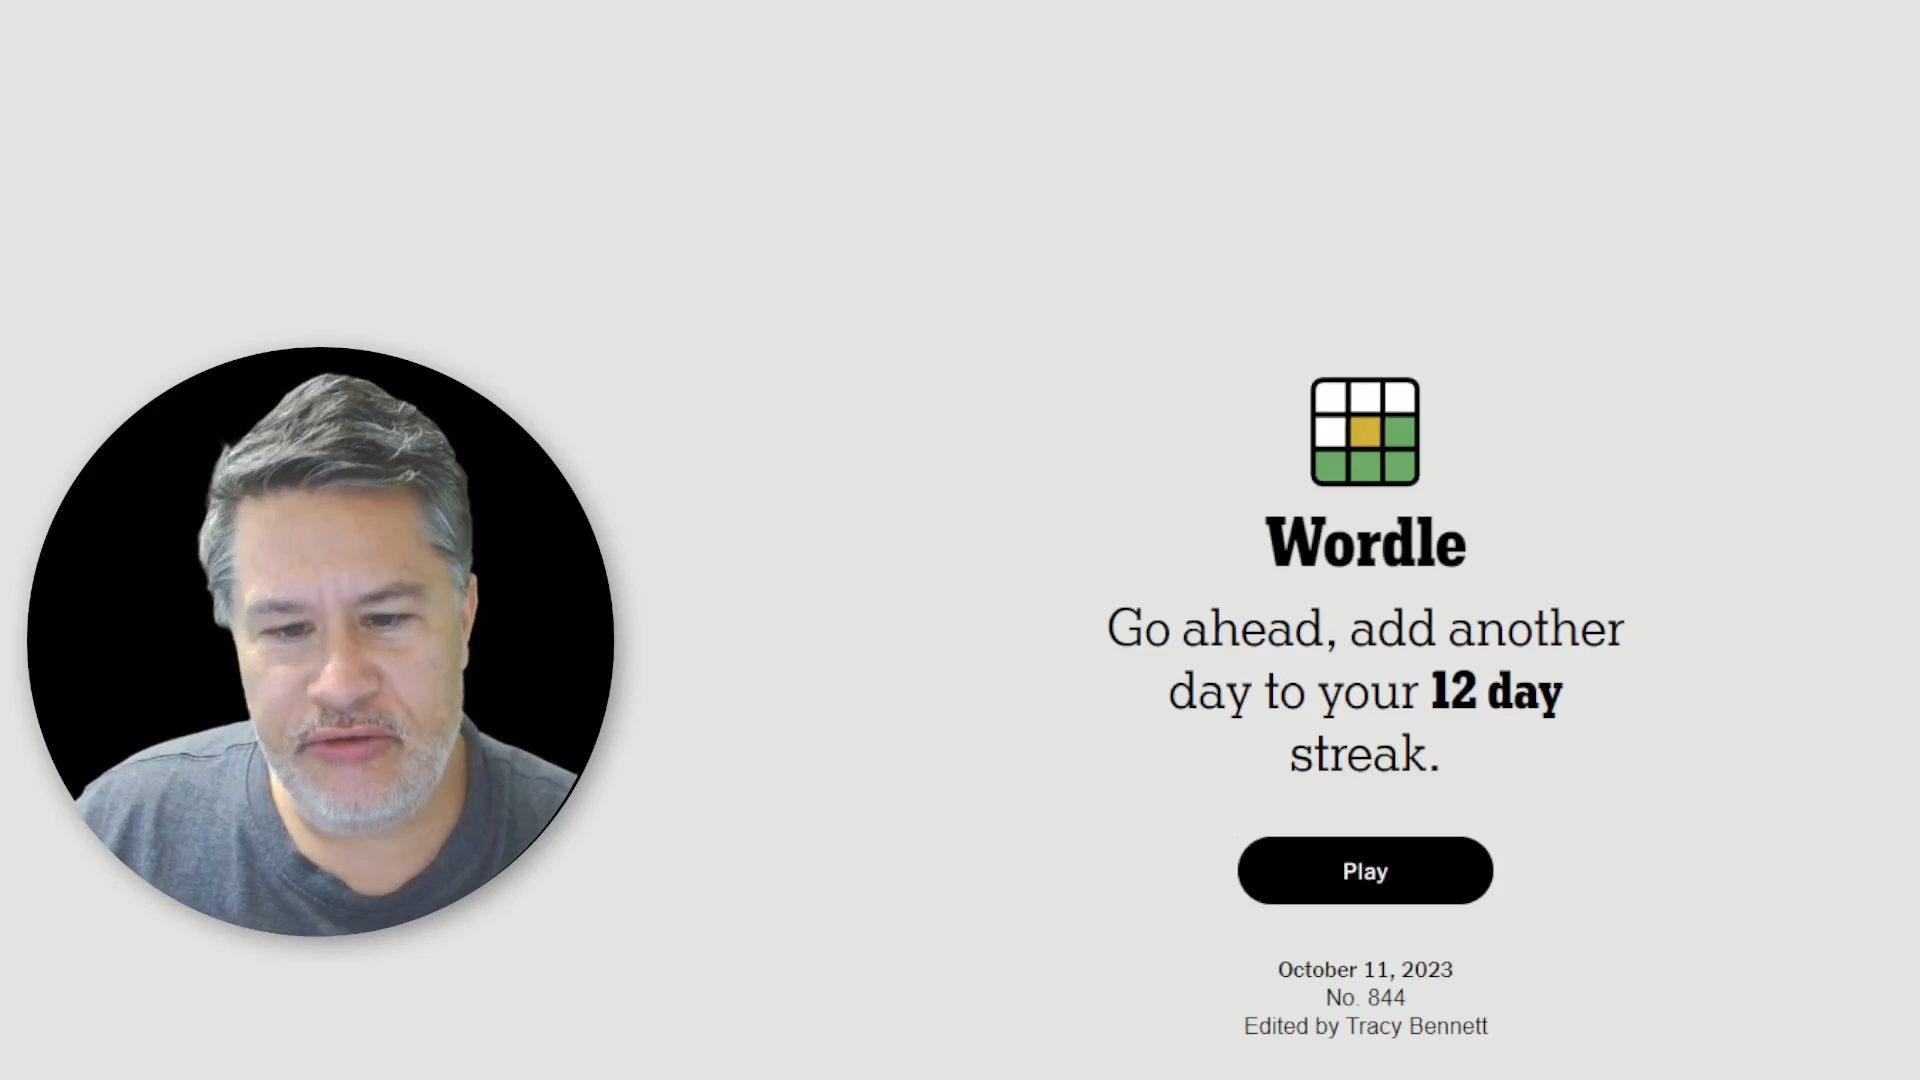 Wordle
Go ahead, add another
day to your 12 day
streak.
Play
October 11, 2023
No. 844
Edited by Tracy Bennett